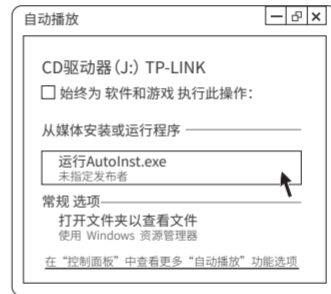 自动播放
CD驱动器(J:) TP-LINK
始终为 软件和游戏 执行此操作:
从媒体安装或运行程序
运行AutoInst.exe
未指定发布者
常规 选项
打开文件夹以查看文件
使用 Windows 资源管理器
在“控制面板”中查看更多“自动播放”功能选项